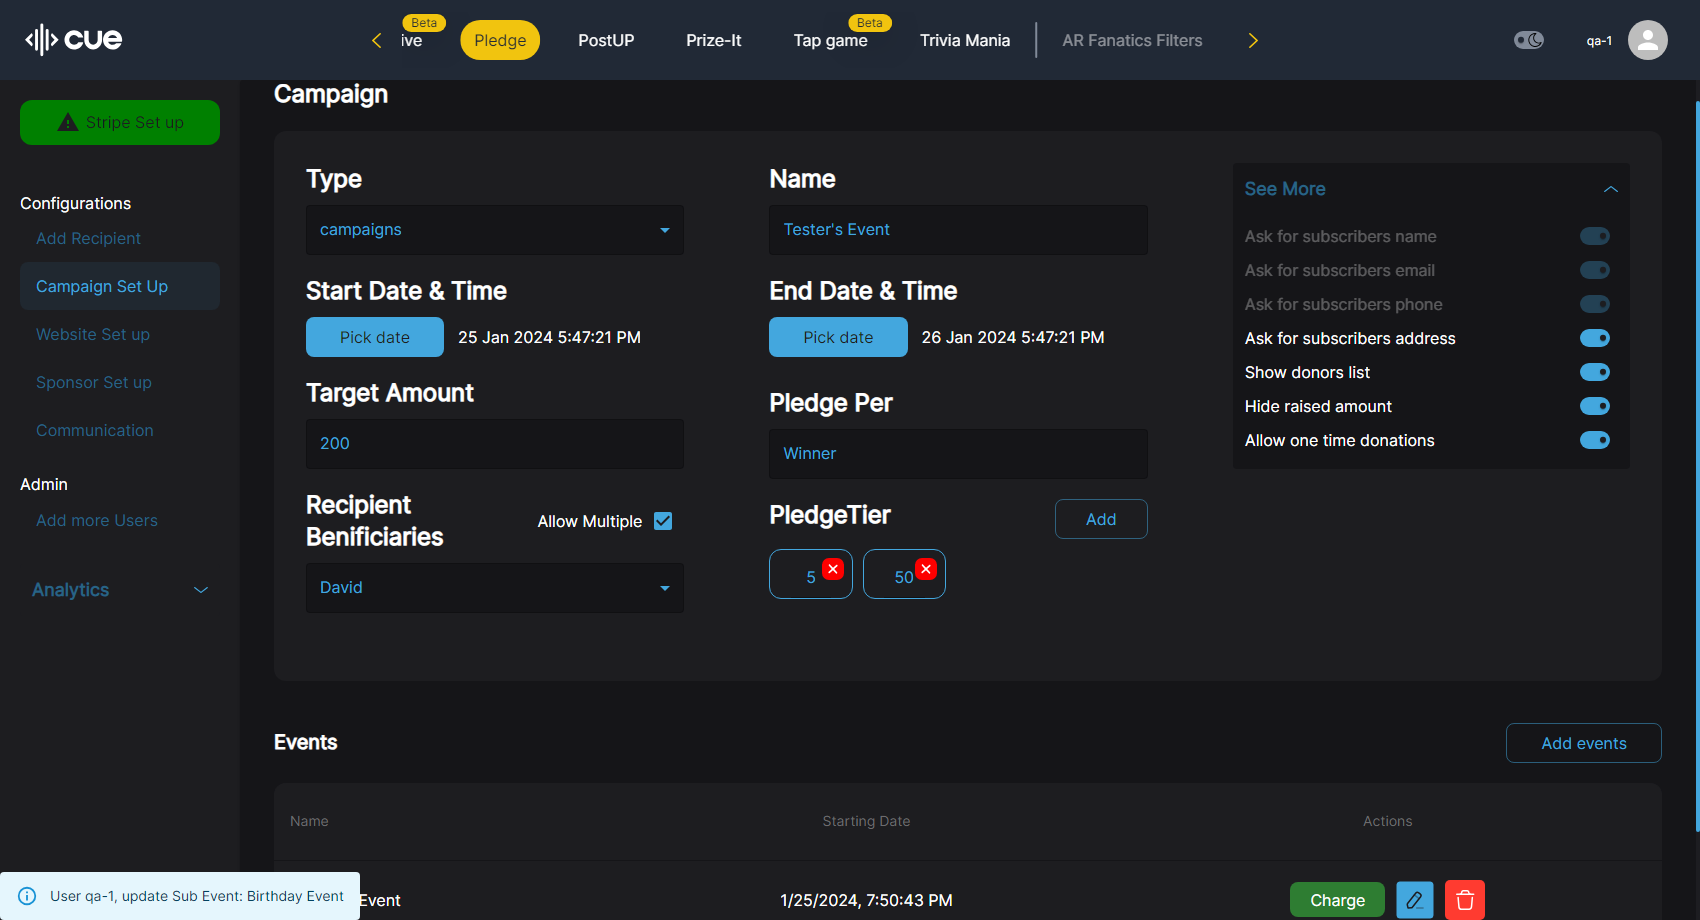 cue
Beta
ive
Pledge
PostUP
Prize-It
Beta
Tap game
Trivia Mania
AR Fanatics Filters
qa-1
Stripe Set up
Configurations
Add Recipient
Campaign Set Up
Website Set up
Sponsor Set up
Communication
Admin
Add more Users
Analytics
Campaign
Type
campaigns
Name
Tester's Event
Start Date & Time
Pick date 25 Jan 2024 5:47:21 PM
End Date & Time
Pick date 26 Jan 2024 5:47:21 PM
Target Amount
200
Pledge Per
Winner
Recipient
Benificiaries
Allow Multiple
David
PledgeTier
Add
5
50
See More
Ask for subscribers name
Ask for subscribers email
Ask for subscribers phone
Ask for subscribers address
Show donors list
Hide raised amount
Allow one time donations
Events
Add events
Name Starting Date Actions
Event 1/25/2024, 7:50:43 PM Charge
User qa-1, update Sub Event: Birthday Event